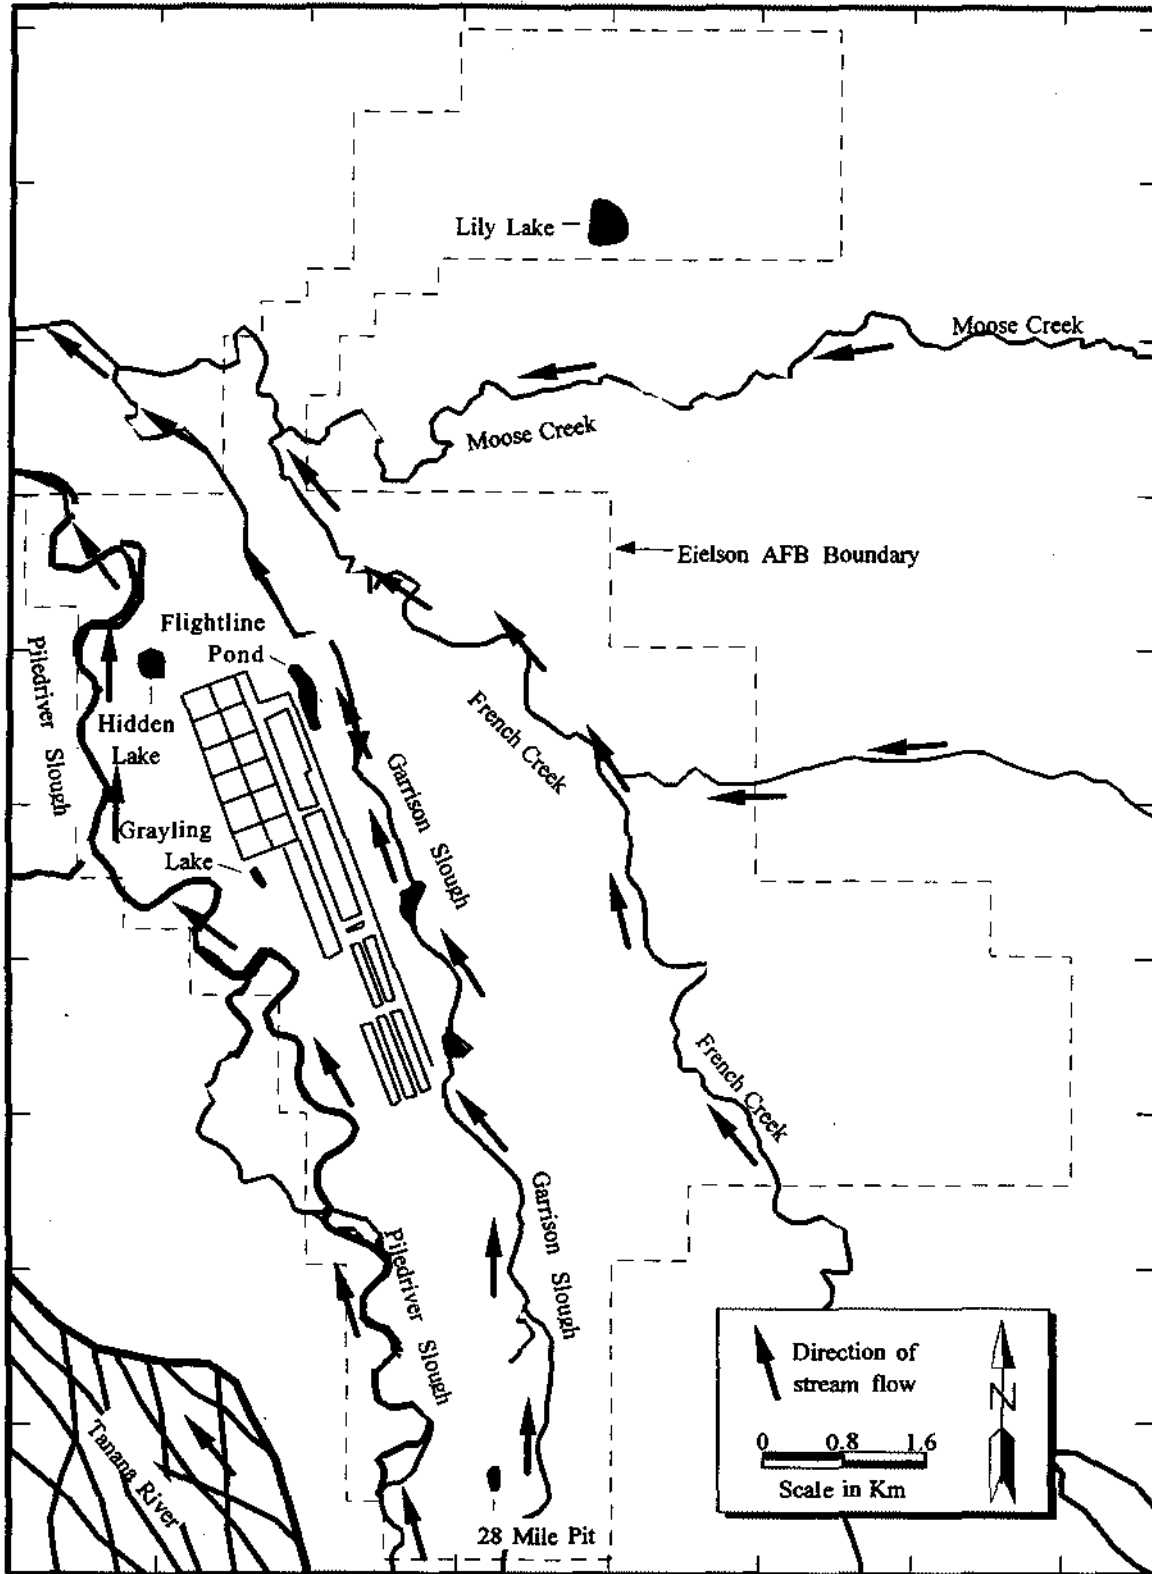 Lily Lake
Moose Creek
Moose Creek
Eielson AFB Boundary
Flightline
Pond
Piledriver Slough
Hidden
Lake
French Creek
Garrison Slough
Grayling
Lake
French Creek
Garrison Slough
Piledriver Slough
Tanana River
28 Mile Pit
Direction of
stream flow
N
0 0.8 1.6
Scale in Km